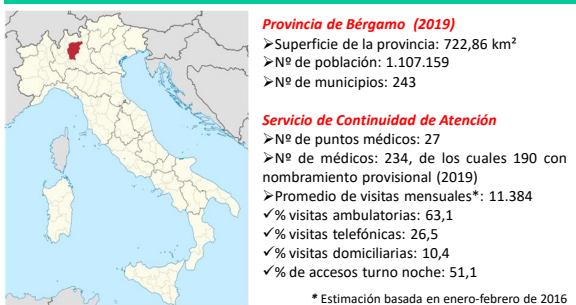 Provincia de Bérgamo (2019)
➢Superficie de la provincia: 722,86 km²
➢Nº de población: 1.107.159
➢Nº de municipios: 243
Servicio de Continuidad de Atención
➢Nº de puntos médicos: 27
➢Nº de médicos: 234, de los cuales 190 con
nombramiento provisional (2019)
➢Promedio de visitas mensuales*: 11.384
✓% visitas ambulatorias: 63,1
✓% visitas telefónicas: 26,5
✓% visitas domiciliarias: 10,4
✓% de accesos turno noche: 51,1
* Estimación basada en enero-febrero de 2016